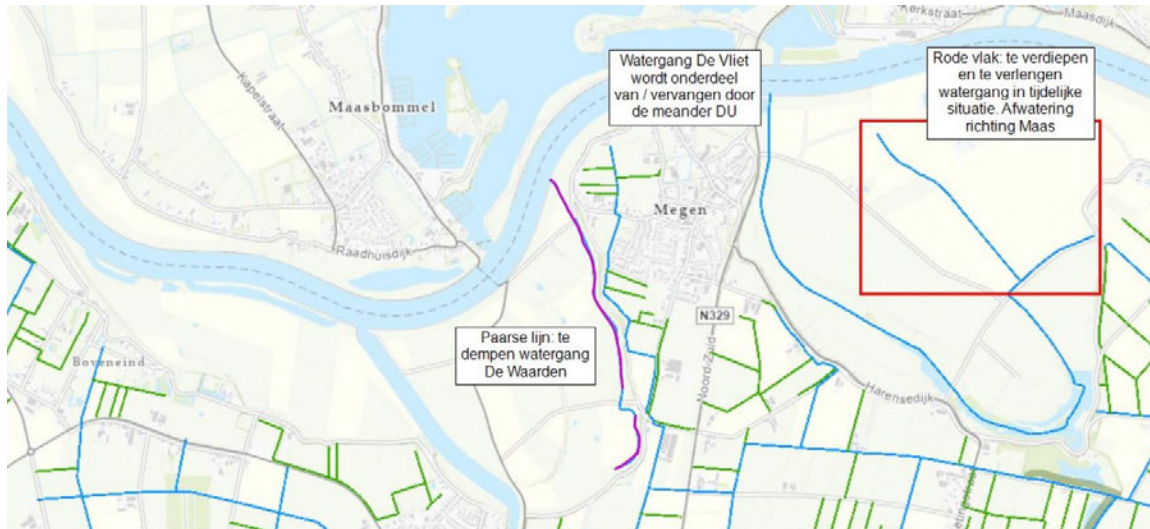 Kerkstraat
Maasdijk
Watergang De Vliet
wordt onderdeel
van / vervangen door
de meander DU
Rode vlak: te verdiepen
en te verlengen
watergang in tijdelijke
situatie. Afwatering
richting Maas
Kapelstraat
Maasbommel
Megen
Raadhuisdijk
N329
Paarse lijn: te
dempen watergang
De Waarden
Boveneind
Noord-Zuid
Harensedijk